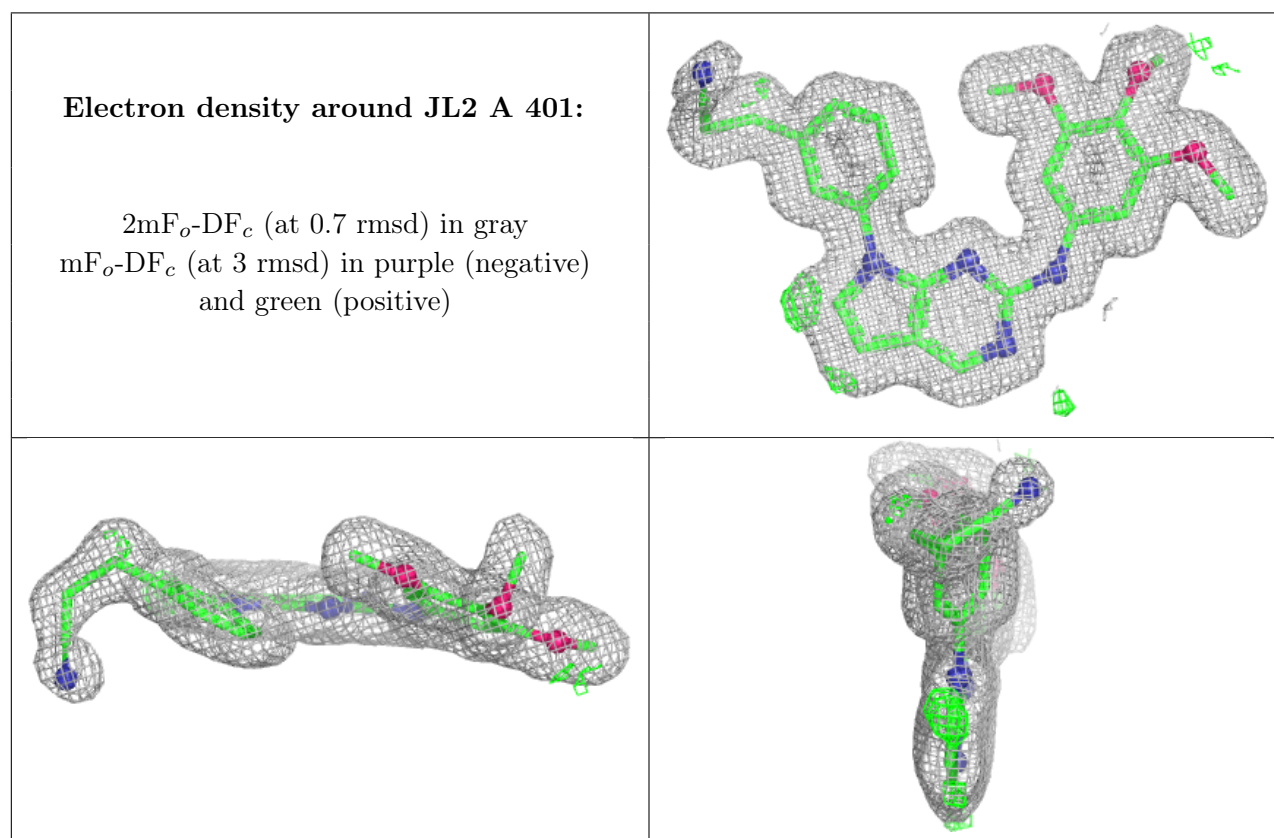 Electron density around JL2 A 401:
2mFo-DFc (at 0.7 rmsd) in gray
mFo-DFc (at 3 rmsd) in purple (negative)
and green (positive)